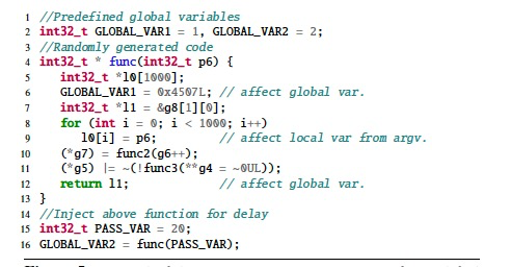 1 //Predefined global variables
2 int32_t GLOBAL_VAR1 = 1, GLOBAL_VAR2 = 2;
3 //Randomly generated code
4 int32_t * func(int32_t p6) {
5 int32_t *l0[1000];
6 GLOBAL_VAR1 = 0x4507L; // affect global var.
7 int32_t *l1 = &g8[1][0];
8 for (int i = 0; i < 1000; i++)
9 l0[i] = p6; // affect local var from argv.
10 (*g7) = func2(g6++);
11 (*g5) |= ~(!func3(**g4 = ~0UL));
12 return l1; // affect global var.
13 }
14 //Inject above function for delay
15 int32_t PASS_VAR = 20;
16 GLOBAL_VAR2 = func(PASS_VAR);